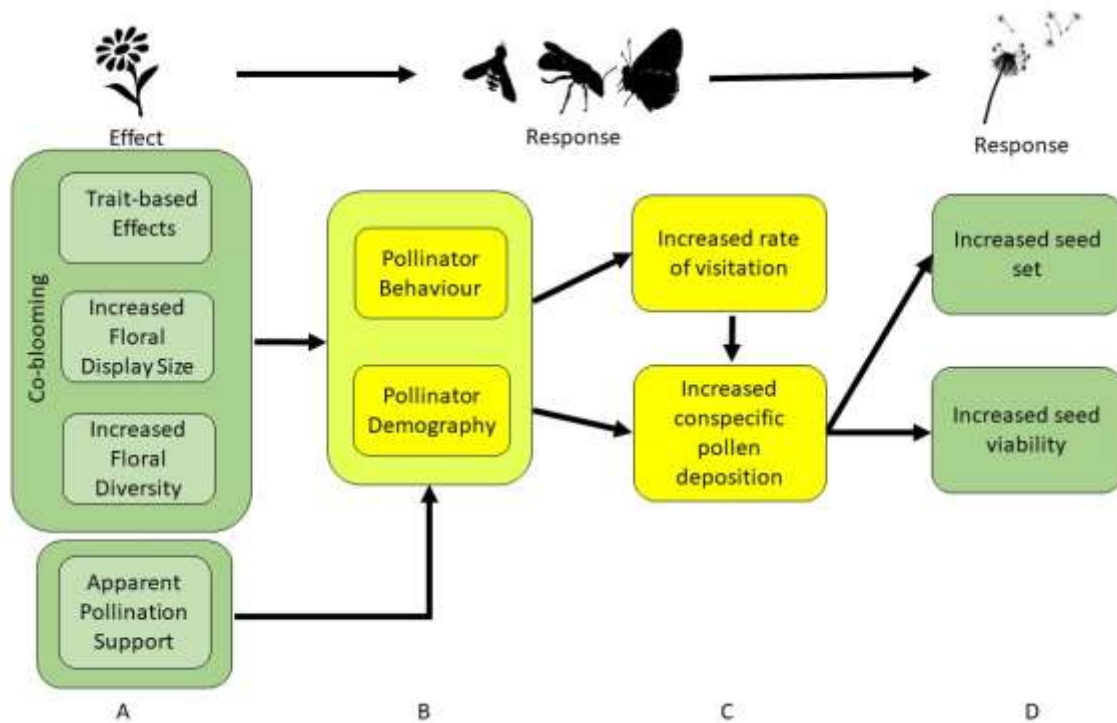 Effect
Response
Response
Co-blooming
Trait-based
Effects
Increased
Floral
Display Size
Increased
Floral
Diversity
Apparent
Pollination
Support
Pollinator
Behaviour
Pollinator
Demography
Increased rate
of visitation
Increased
conspecific
pollen
deposition
Increased seed
set
Increased seed
viability
A
B
C
D